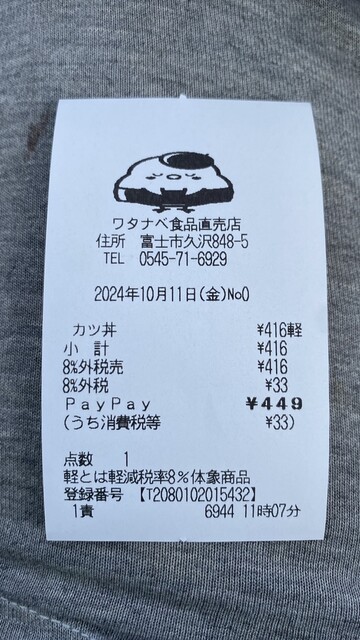 ワタナベ食品直売店
住所 富士市久沢848-5
TEL 0545-71-6929
2024年10月11日(金)No0
カツ丼 ¥416軽
小 計 ¥416
8%外税売 ¥416
8%外税 ¥33
PayPay ¥449
(うち消費税等 ¥33)
点数 1
軽とは軽減税率8%体象商品
登録番号 【T2080102015432】
1責 6944 11時07分